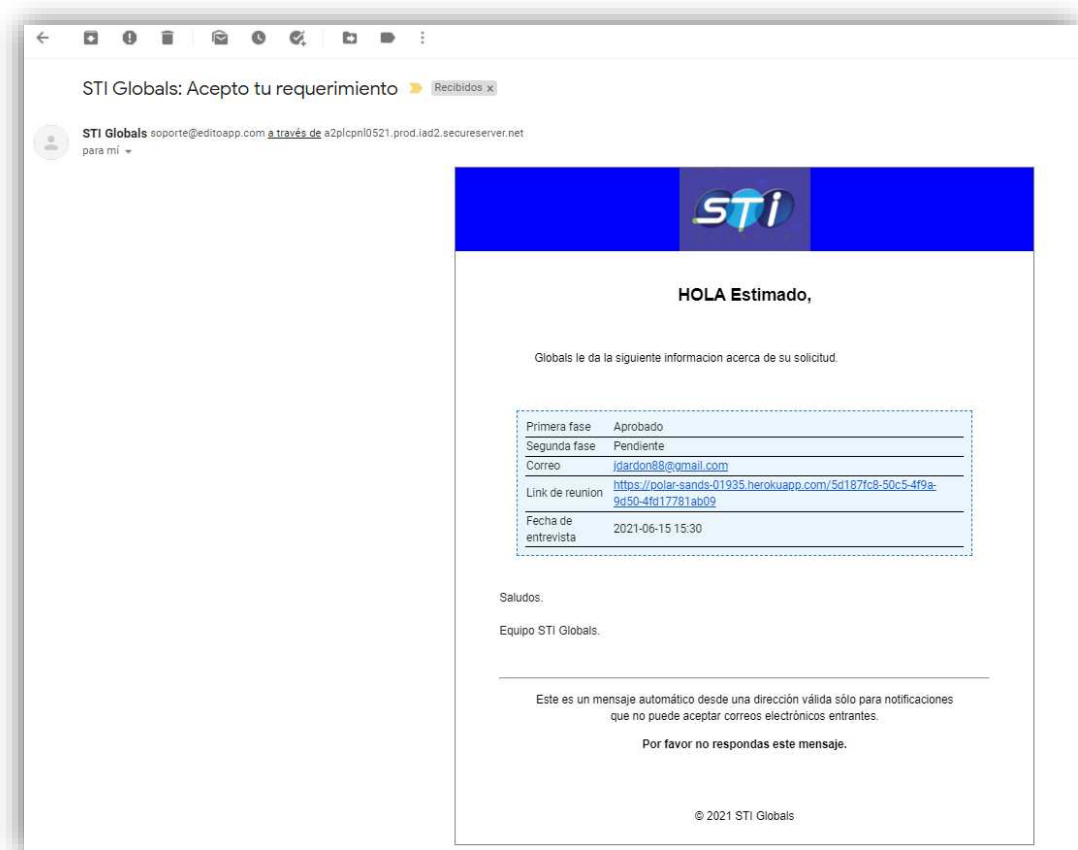 STI Globals: Acepto tu requerimiento Recibidos x
STI Globals soporte@editoapp.com a través de a2plcpnl0521.prod.iad2.secureserver.net
para mí
STi
HOLA Estimado,
Globals le da la siguiente informacion acerca de su solicitud.
Primera fase Aprobado
Segunda fase Pendiente
Correo jdardon88@gmail.com
Link de reunion https://polar-sands-01935.herokuapp.com/5d187fc8-50c5-4f9a-
9d50-4fd17781ab09
Fecha de
entrevista 2021-06-15 15:30
Saludos.
Equipo STI Globals.
Este es un mensaje automático desde una dirección válida sólo para notificaciones
que no puede aceptar correos electrónicos entrantes.
Por favor no respondas este mensaje.
© 2021 STI Globals